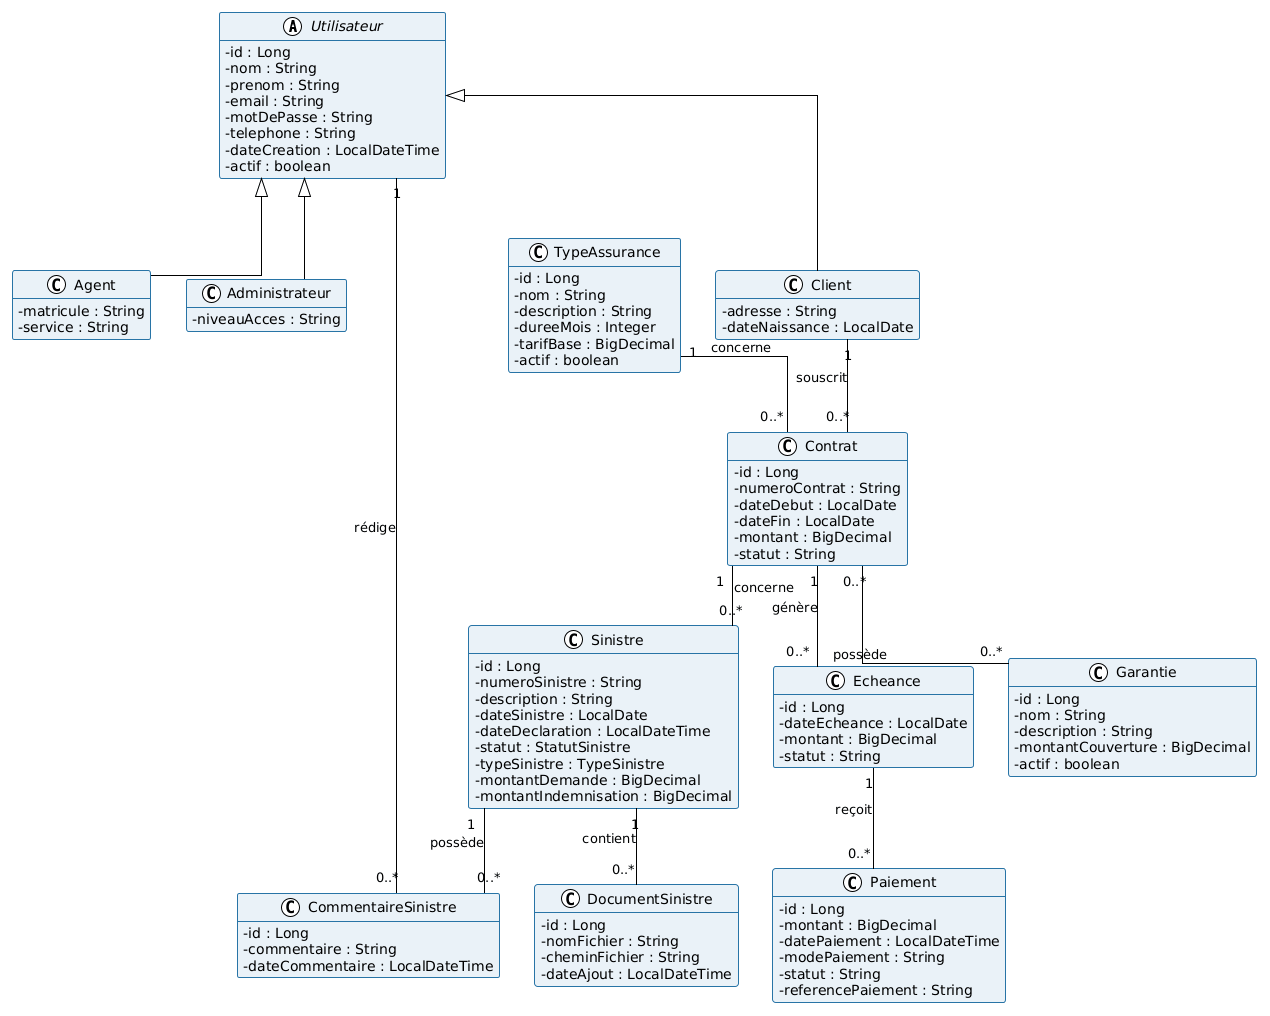 A Utilisateur
-id : Long
-nom : String
-prenom : String
-email : String
-motDePasse : String
-telephone : String
-dateCreation : LocalDateTime
-actif : boolean
1
C TypeAssurance
-id : Long
-nom : String
-description : String
-dureeMois : Integer
-tarifBase : BigDecimal
-actif : boolean
C Agent
-matricule : String
-service : String
C Administrateur
-niveauAcces : String
C Client
-adresse : String
-dateNaissance : LocalDate
1
concerne
0..*
1
souscrit
0..*
C Contrat
-id : Long
-numeroContrat : String
-dateDebut : LocalDate
-dateFin : LocalDate
-montant : BigDecimal
-statut : String
rédige
1
concerne
0..*
1
génère
0..*
0..*
possède
0..*
C Sinistre
-id : Long
-numeroSinistre : String
-description : String
-dateSinistre : LocalDate
-dateDeclaration : LocalDateTime
-statut : StatutSinistre
-typeSinistre : TypeSinistre
-montantDemande : BigDecimal
-montantIndemnisation : BigDecimal
C Echeance
-id : Long
-dateEcheance : LocalDate
-montant : BigDecimal
-statut : String
C Garantie
-id : Long
-nom : String
-description : String
-montantCouverture : BigDecimal
-actif : boolean
1
possède
0..*
0..*
1
contient
0..*
1
reçoit
0..*
C CommentaireSinistre
-id : Long
-commentaire : String
-dateCommentaire : LocalDateTime
C DocumentSinistre
-id : Long
-nomFichier : String
-cheminFichier : String
-dateAjout : LocalDateTime
C Paiement
-id : Long
-montant : BigDecimal
-datePaiement : LocalDateTime
-modePaiement : String
-statut : String
-referencePaiement : String